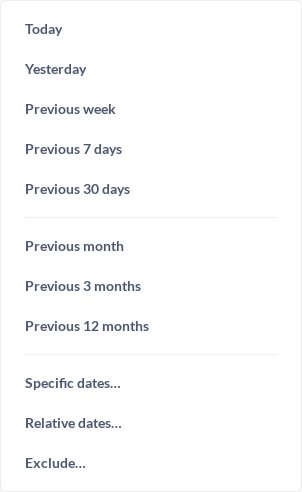 Today
Yesterday
Previous week
Previous 7 days
Previous 30 days
Previous month
Previous 3 months
Previous 12 months
Specific dates...
Relative dates...
Exclude...